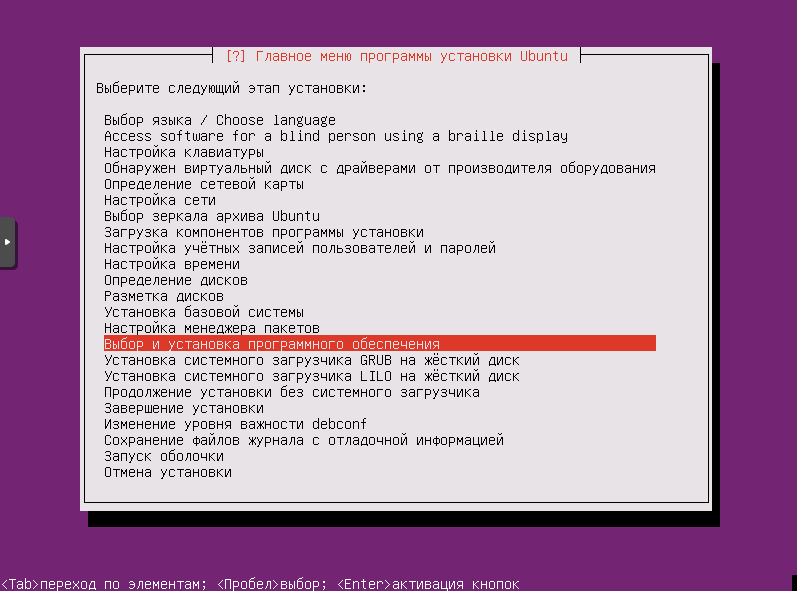 [?] Главное меню программы установки Ubuntu
Выберите следующий этап установки:
Выбор языка / Choose language
Access software for a blind person using a braille display
Настройка клавиатуры
Обнаружен виртуальный диск с драйверами от производителя оборудования
Определение сетевой карты
Настройка сети
Выбор зеркала архива Ubuntu
Загрузка компонентов программы установки
Настройка учётных записей пользователей и паролей
Настройка времени
Определение дисков
Разметка дисков
Установка базовой системы
Настройка менеджера пакетов
Выбор и установка программного обеспечения
Установка системного загрузчика GRUB на жёсткий диск
Установка системного загрузчика LILO на жёсткий диск
Продолжение установки без системного загрузчика
Завершение установки
Изменение уровня важности debconf
Сохранение файлов журнала с отладочной информацией
Запуск оболочки
Отмена установки
<Tab>переход по элементам; <Пробел>выбор; <Enter>активация кнопок